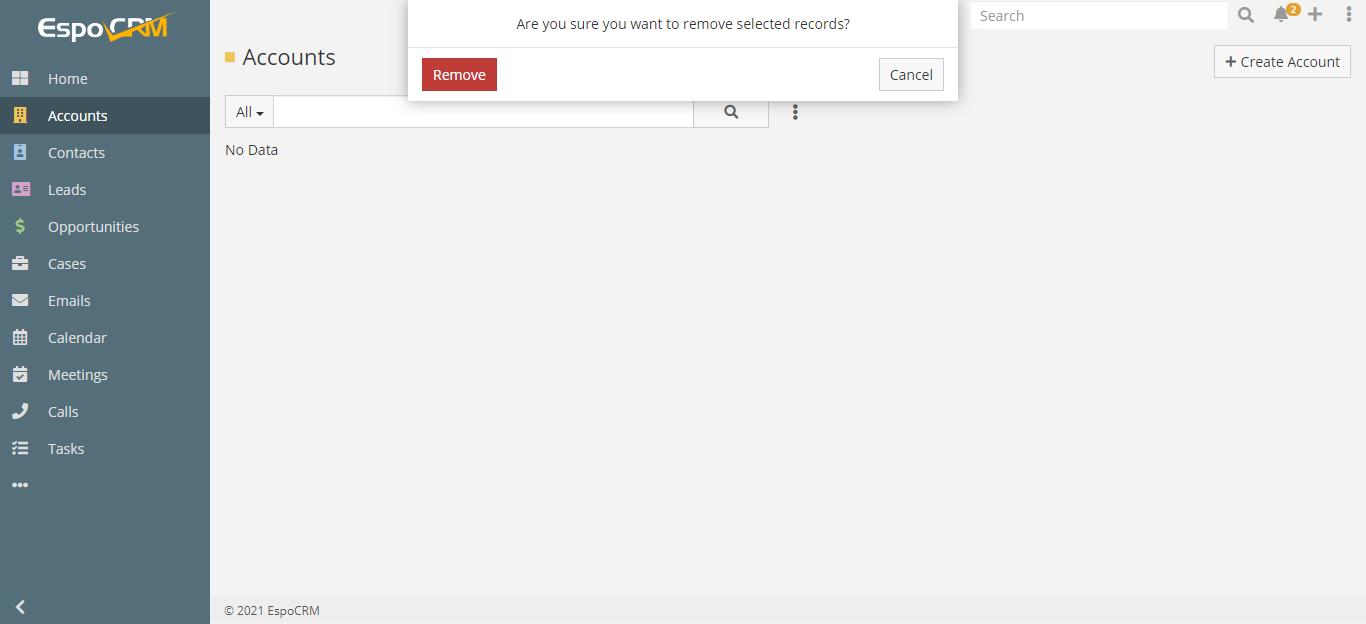 EspoCRM
Home
Accounts
Contacts
Leads
Opportunities
Cases
Emails
Calendar
Meetings
Calls
Tasks
Are you sure you want to remove selected records?
Remove
Cancel
Search
2
Accounts
Create Account
All
No Data
© 2021 EspoCRM